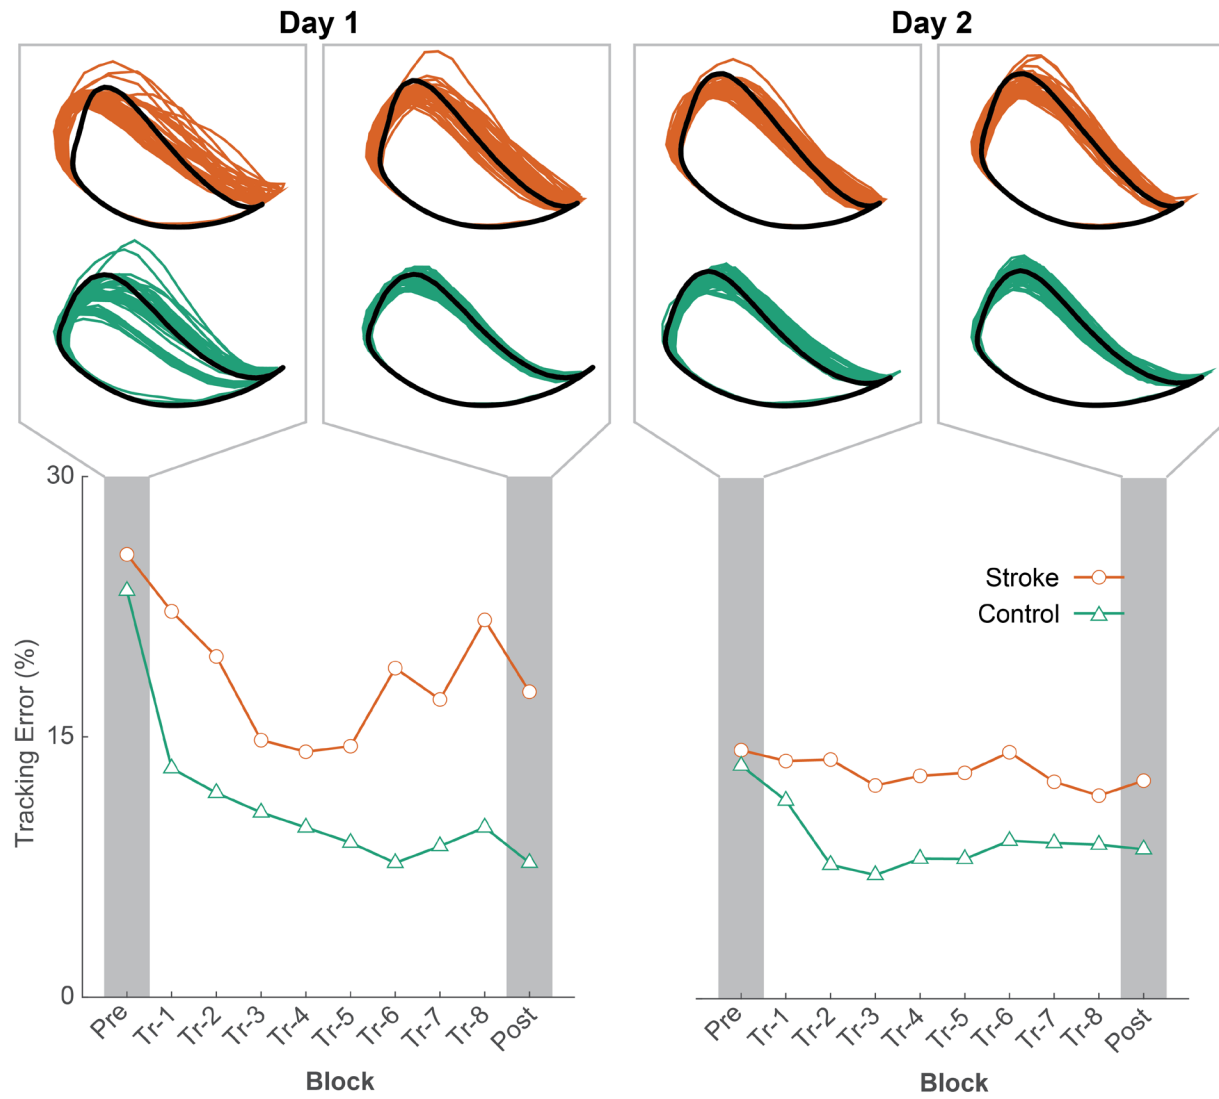 Day 1
Day 2
30
15
0
Tracking Error (%)
Stroke
Control
Pre
Tr-1
Tr-2
Tr-3
Tr-4
Tr-5
Tr-6
Tr-7
Tr-8
Post
Block
Pre
Tr-1
Tr-2
Tr-3
Tr-4
Tr-5
Tr-6
Tr-7
Tr-8
Post
Block